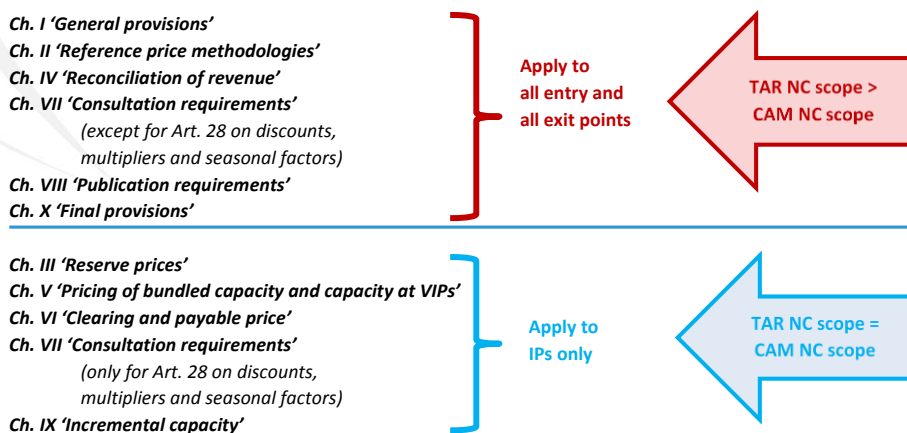 Ch. I ‘General provisions’
Ch. II ‘Reference price methodologies’
Ch. IV ‘Reconciliation of revenue’
Ch. VII ‘Consultation requirements’
(except for Art. 28 on discounts,
multipliers and seasonal factors)
Ch. VIII ‘Publication requirements’
Ch. X ‘Final provisions’
Apply to
all entry and
all exit points
TAR NC scope >
CAM NC scope
Ch. III ‘Reserve prices’
Ch. V ‘Pricing of bundled capacity and capacity at VIPs’
Ch. VI ‘Clearing and payable price’
Ch. VII ‘Consultation requirements’
(only for Art. 28 on discounts,
multipliers and seasonal factors)
Ch. IX ‘Incremental capacity’
Apply to
IPs only
TAR NC scope =
CAM NC scope